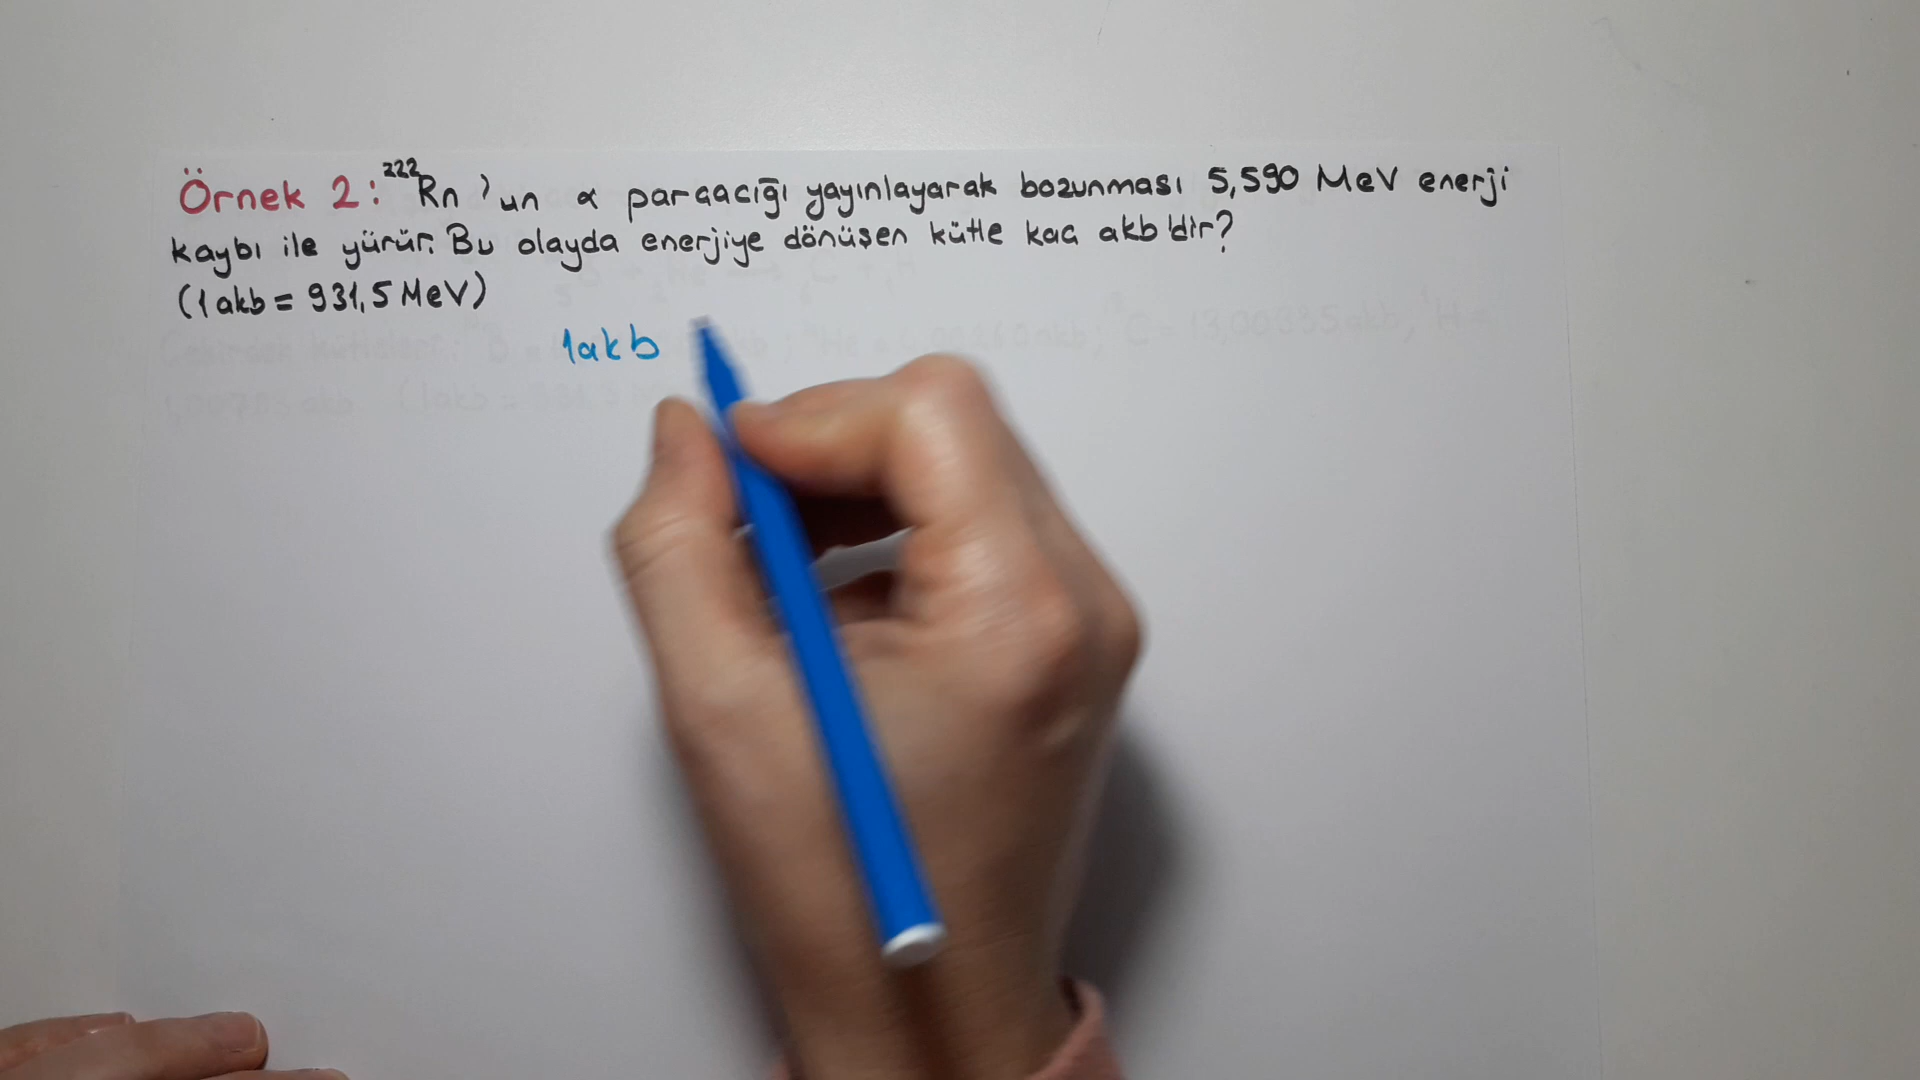 Örnek 2: ²²²Rn 'un α parçacığı yayınlayarak bozunması 5,590 MeV enerji
kaybı ile yürür. Bu olayda enerjiye dönüşen kütle kaç akb'dir?
(1 akb = 931,5 MeV)
1akb